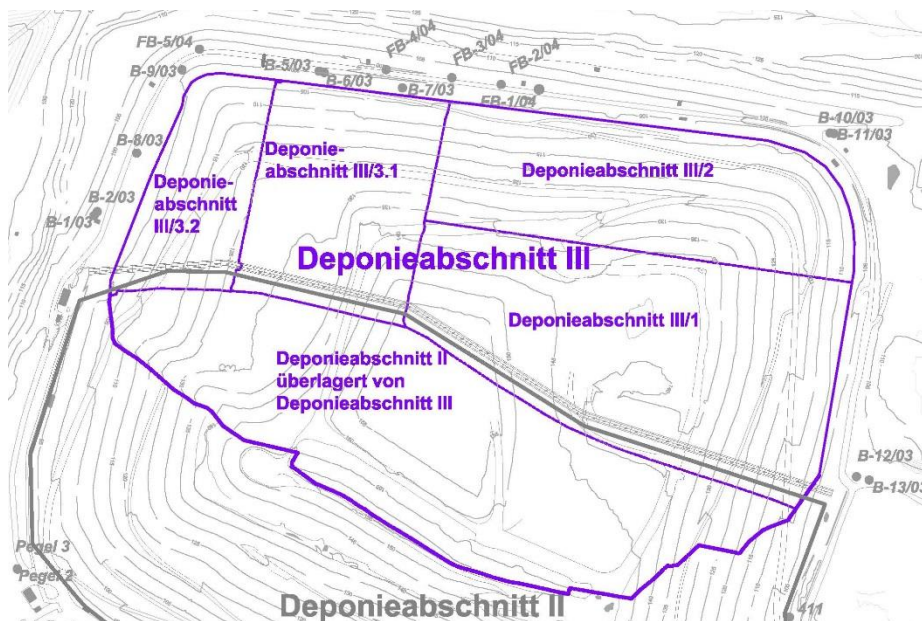 FB-5/04
FB-4/04
FB-3/04
FB-2/04
B-9/03
B-5/03
B-6/03
B-7/03
FB-1/04
B-10/03
B-11/03
B-8/03
Deponie-
abschnitt III/3.1
Deponieabschnitt III/2
Deponie-
abschnitt
III/3.2
B-2/03
B-1/03
Deponieabschnitt III
Deponieabschnitt III/1
Deponieabschnitt II
überlagert von
Deponieabschnitt III
B-12/03
B-13/03
Pegel 3
Pegel 2
Deponieabschnitt II
411